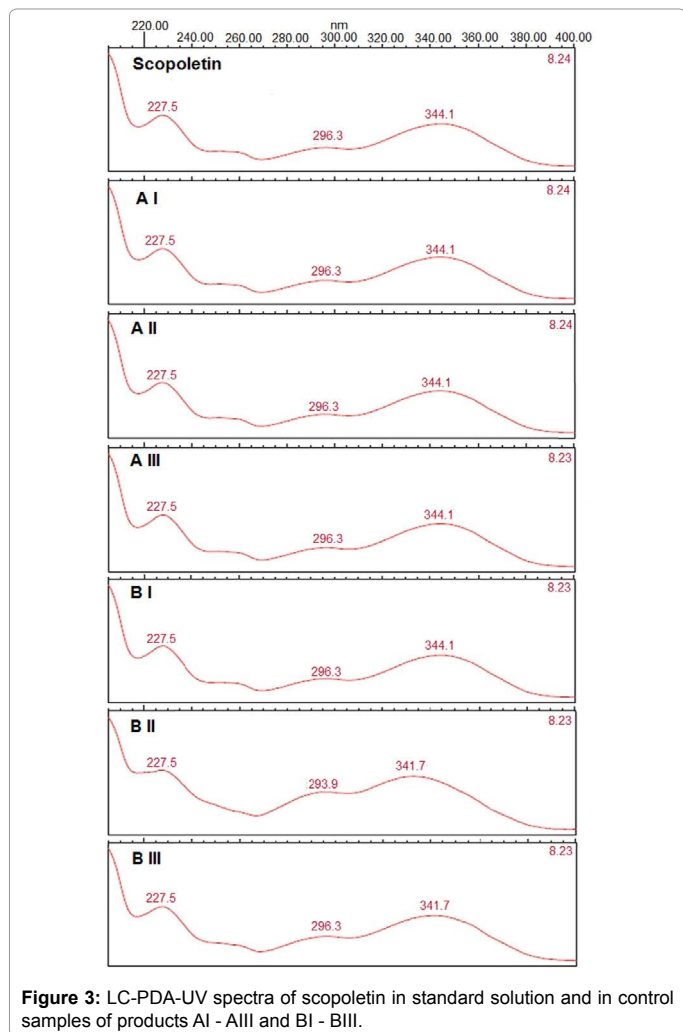 nm
220.00 240.00 260.00 280.00 300.00 320.00 340.00 360.00 380.00 400.00
Scopoletin 8.24
227.5 296.3 344.1
A I 8.24
227.5 296.3 344.1
A II 8.24
227.5 296.3 344.1
A III 8.23
227.5 296.3 344.1
B I 8.23
227.5 296.3 344.1
B II 8.23
227.5 293.9 341.7
B III 8.23
227.5 296.3 341.7
Figure 3: LC-PDA-UV spectra of scopoletin in standard solution and in control
samples of products AI - AIII and BI - BIII.